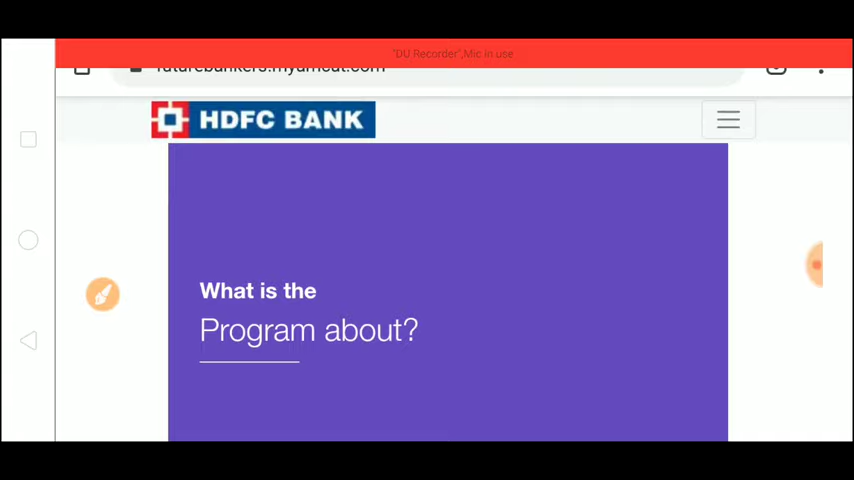 "DU Recorder",Mic in use
futurebankers.myamcat.com
HDFC BANK
What is the
Program about?